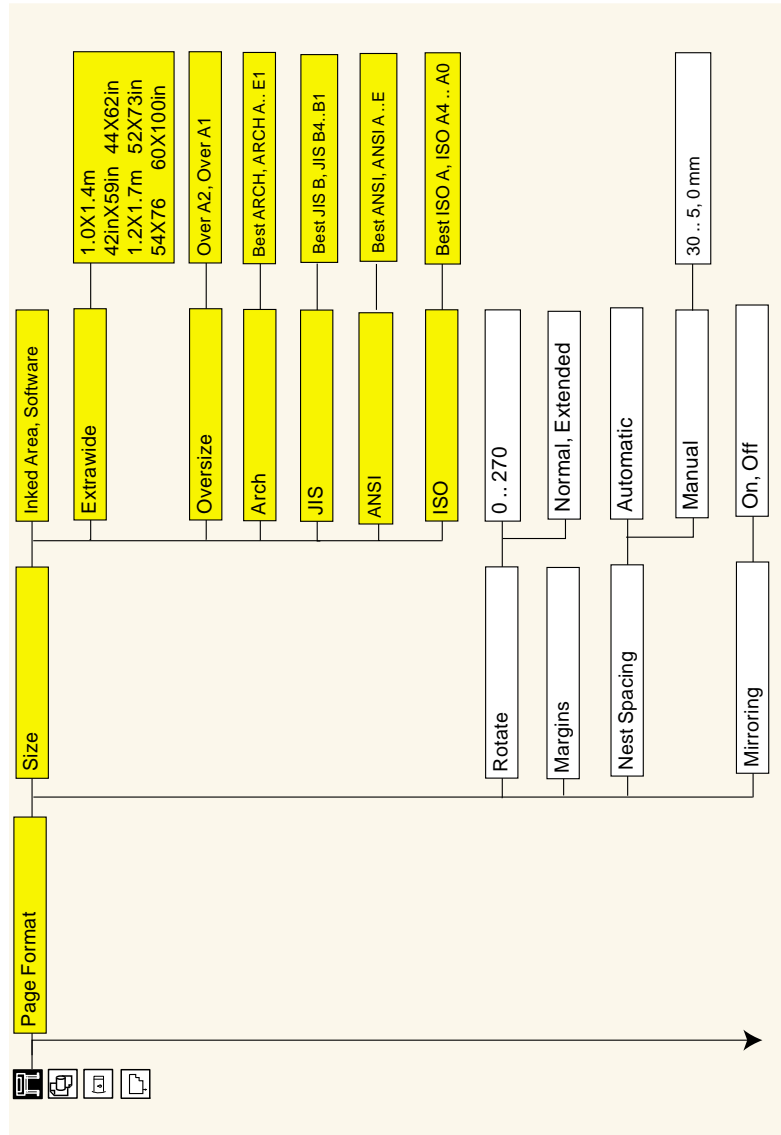 Page Format
Size
Inked Area, Software
Extrawide
1.0X1.4m
42inX59in 44X62in
1.2X1.7m 52X73in
54X76 60X100in
Oversize
Over A2, Over A1
Arch
Best ARCH, ARCH A.. E1
JIS
Best JIS B, JIS B4..B1
ANSI
Best ANSI, ANSI A ..E
ISO
Best ISO A, ISO A4 .. A0
Rotate
0 .. 270
Normal, Extended
Margins
Nest Spacing
Automatic
Manual
30 .. 5, 0 mm
Mirroring
On, Off